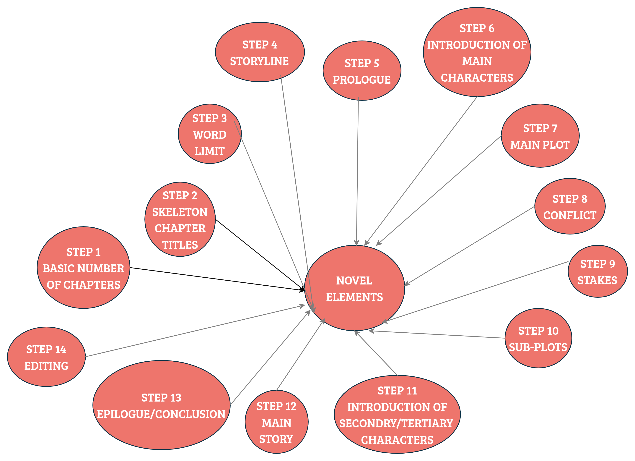 STEP 1
BASIC NUMBER
OF CHAPTERS
STEP 2
SKELETON
CHAPTER
TITLES
STEP 3
WORD
LIMIT
STEP 4
STORYLINE
STEP 5
PROLOGUE
STEP 6
INTRODUCTION OF
MAIN
CHARACTERS
STEP 7
MAIN PLOT
STEP 8
CONFLICT
STEP 9
STAKES
STEP 10
SUB-PLOTS
STEP 11
INTRODUCTION OF
SECONDRY/TERTIARY
CHARACTERS
STEP 12
MAIN
STORY
STEP 13
EPILOGUE/CONCLUSION
STEP 14
EDITING
NOVEL
ELEMENTS